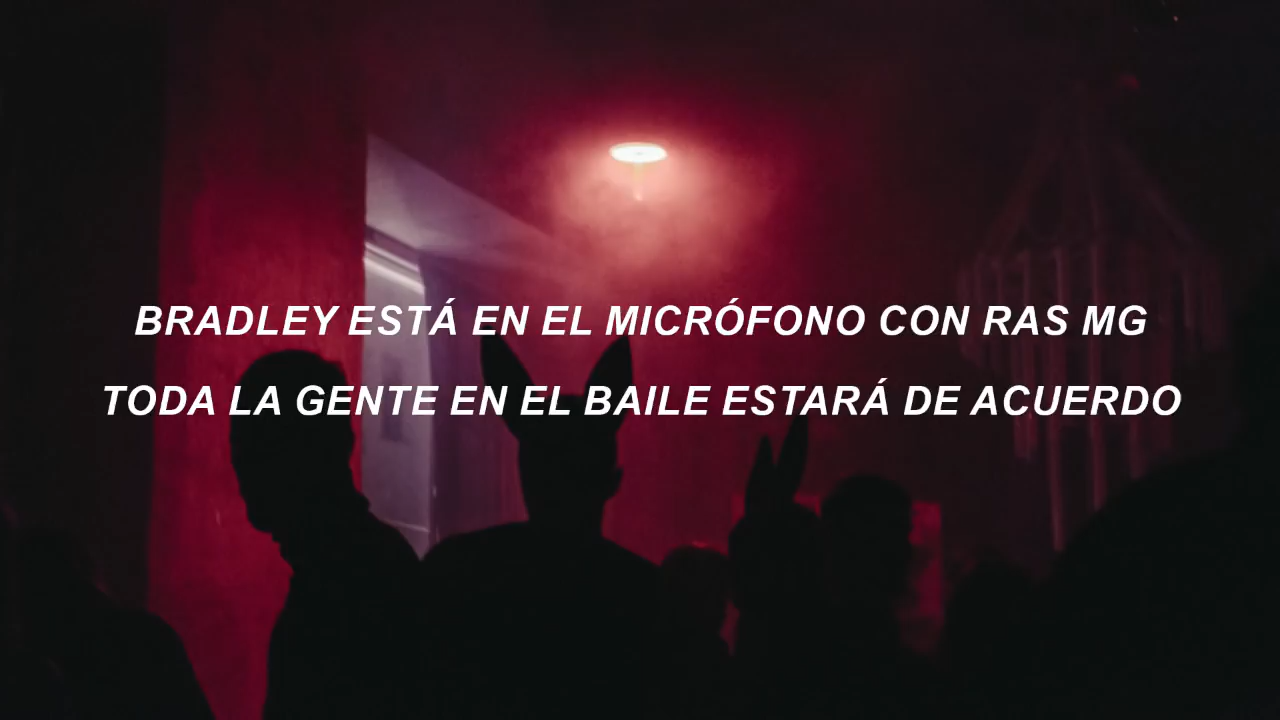 BRADLEY ESTÁ EN EL MICRÓFONO CON RAS MG
TODA LA GENTE EN EL BAILE ESTARÁ DE ACUERDO